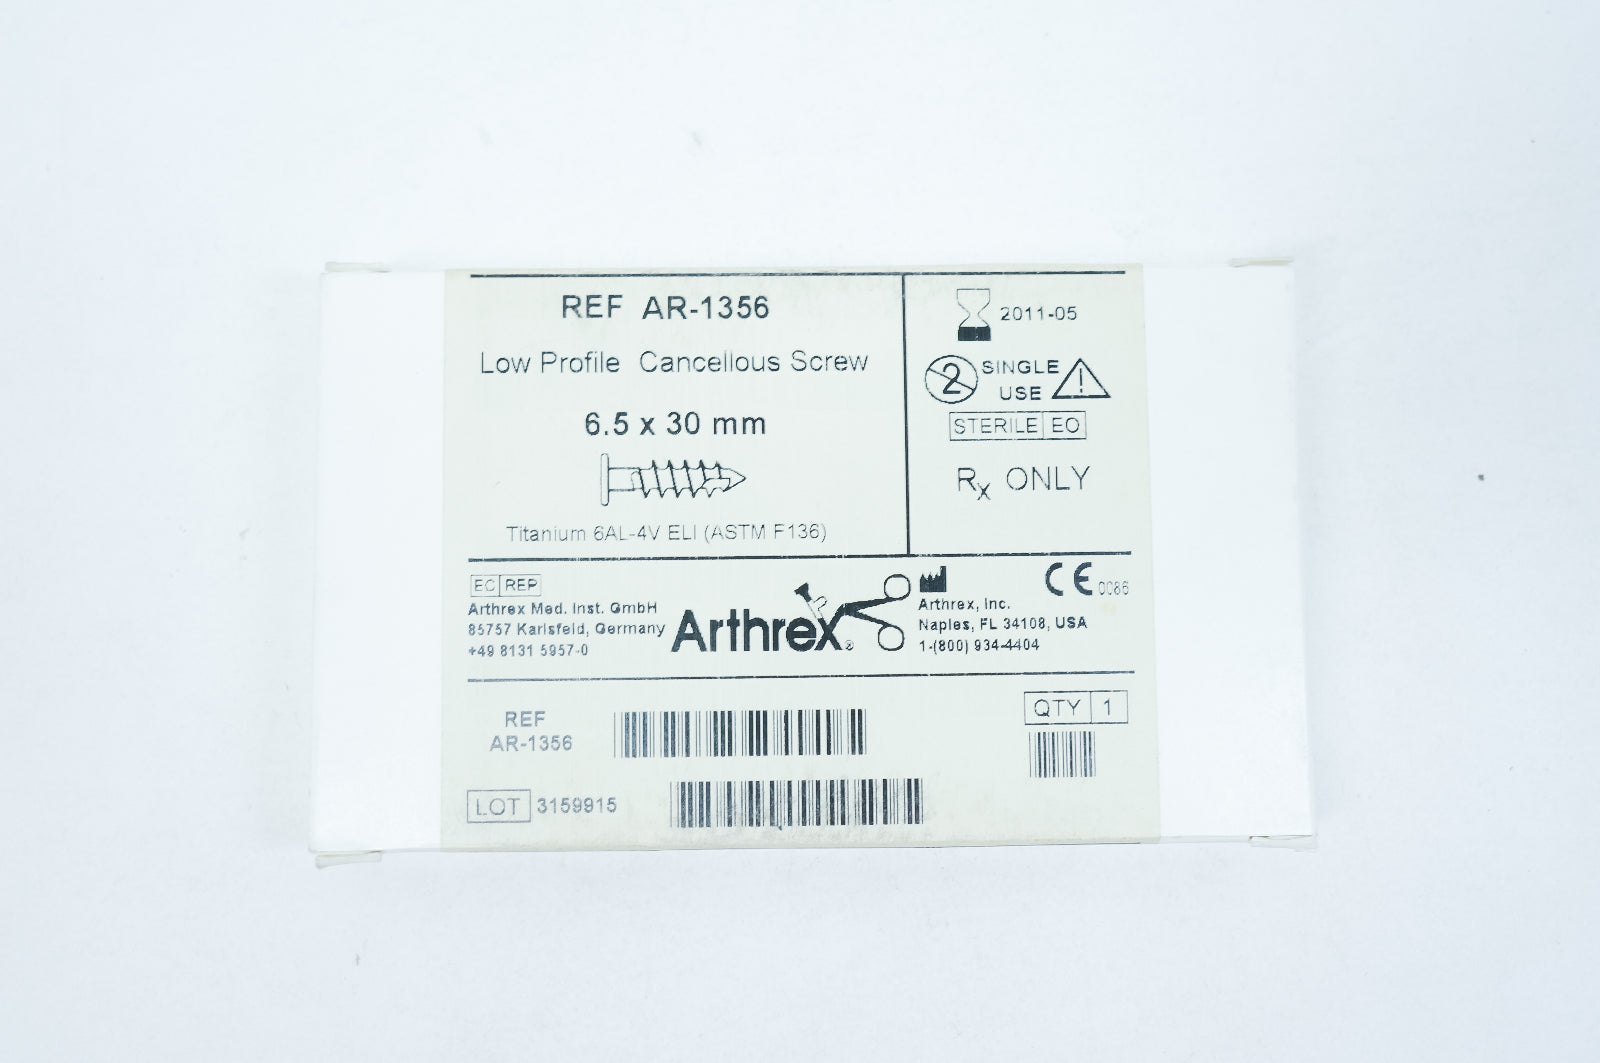 REF AR-1356
Low Profile Cancellous Screw
6.5 x 30 mm
Titanium 6AL-4V ELI (ASTM F136)
2011-05
2 SINGLE USE
STERILE EO
Rx ONLY
EC REP
Arthrex Med. Inst. GmbH
85757 Karlsfeld, Germany
+49 8131 5957-0
Arthrex®
Arthrex, Inc.
Naples, FL 34108, USA
1-(800) 934-4404
CE 0086
REF
AR-1356
QTY 1
LOT 3159915